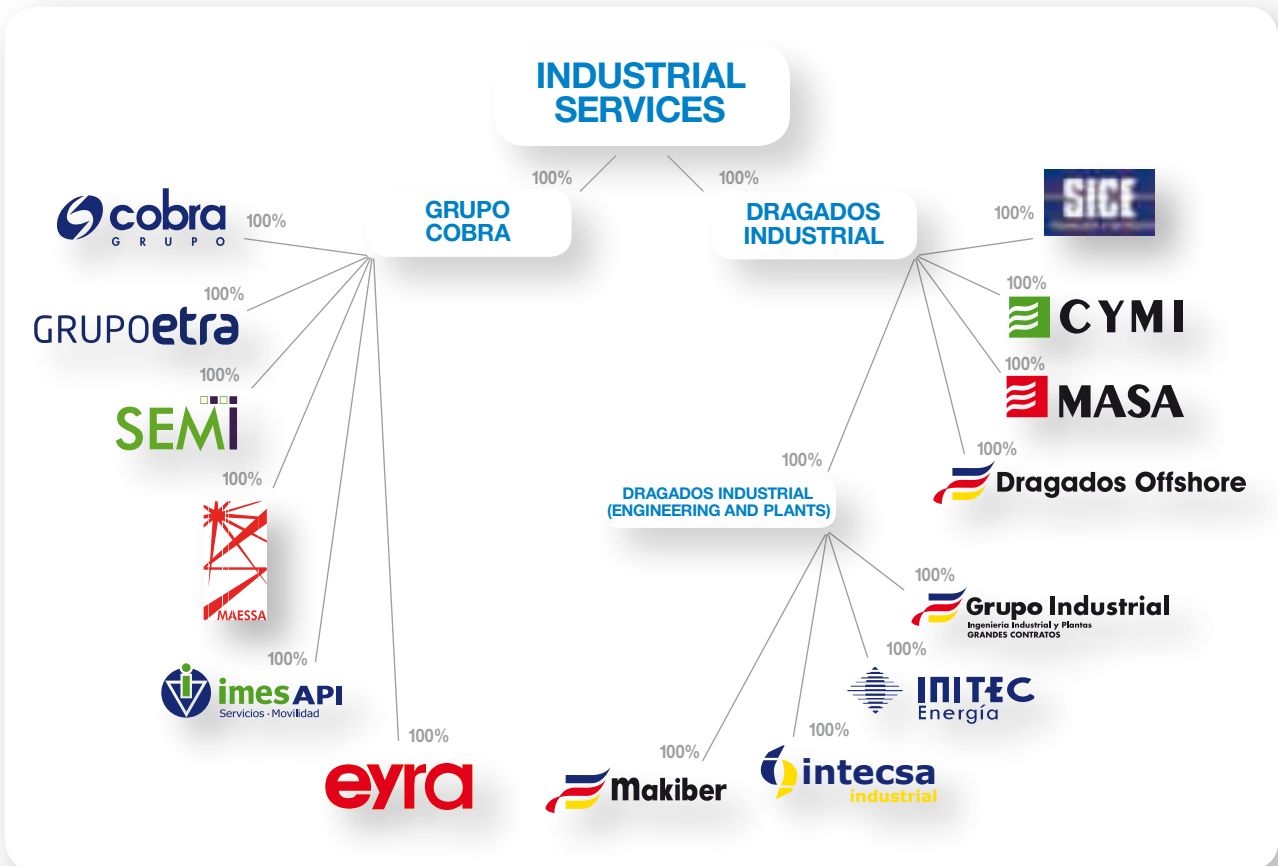 INDUSTRIAL
SERVICES
100%
100%
GRUPO
COBRA
DRAGADOS
INDUSTRIAL
cobra
GRUPO
100%
GRUPOetra
100%
SEMI
100%
MAESSA
100%
imesAPI
Servicios · Movilidad
100%
eyra
100%
SICE
100%
CYMI
100%
MASA
100%
Dragados Offshore
100%
100%
DRAGADOS INDUSTRIAL
(ENGINEERING AND PLANTS)
100%
Grupo Industrial
Ingeniería Industrial y Plantas
GRANDES CONTRATOS
100%
INITEC
Energía
100%
intecsa
industrial
100%
Makiber